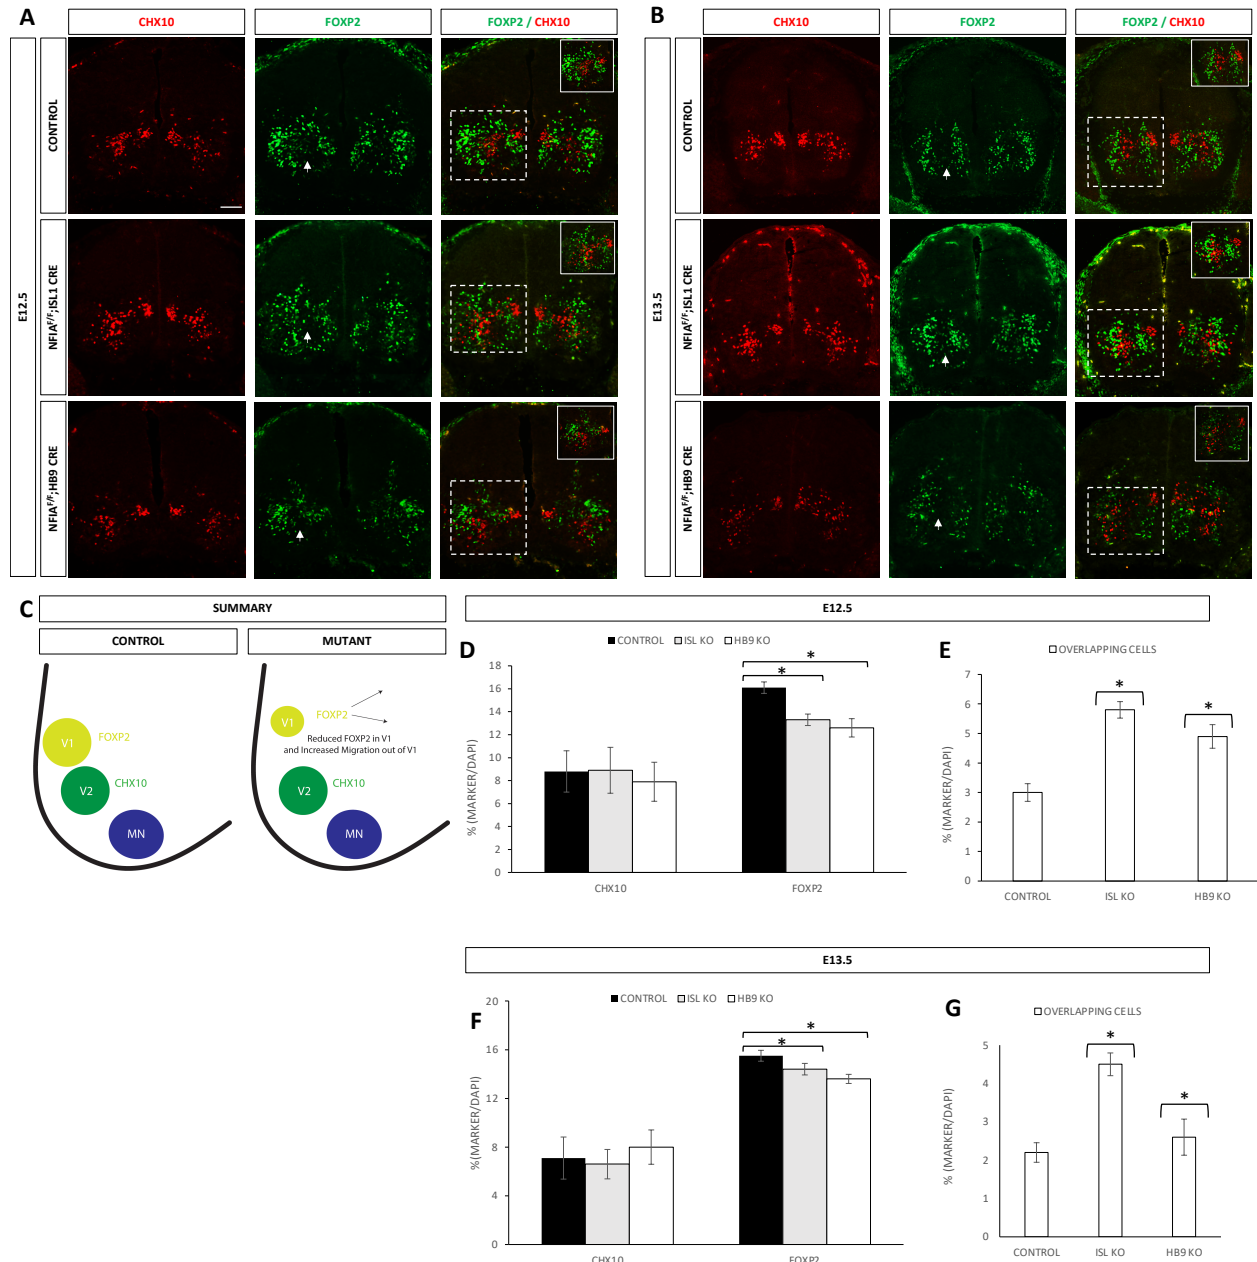 A
CHX10
FOXP2
FOXP2 / CHX10
E12.5
CONTROL
NFIA^F/F;ISL1 CRE
NFIA^F/F;HB9 CRE
B
CHX10
FOXP2
FOXP2 / CHX10
E13.5
CONTROL
NFIA^F/F;ISL1 CRE
NFIA^F/F;HB9 CRE
C
SUMMARY
CONTROL
MUTANT
V1
FOXP2
V2
CHX10
MN
V1
FOXP2
Reduced FOXP2 in V1
and Increased Migration out of V1
V2
CHX10
MN
E12.5
D
CONTROL ISL KO HB9 KO
% (MARKER/DAPI)
18
16
14
12
10
8
6
4
2
0
*
*
CHX10
FOXP2
E
OVERLAPPING CELLS
% (MARKER/DAPI)
7
6
5
4
3
2
1
0
*
*
CONTROL
ISL KO
HB9 KO
E13.5
F
CONTROL ISL KO HB9 KO
%(MARKER/DAPI)
20
16
12
8
4
0
*
*
CHX10
FOXP2
G
OVERLAPPING CELLS
% (MARKER/DAPI)
5
4
3
2
1
0
*
*
CONTROL
ISL KO
HB9 KO